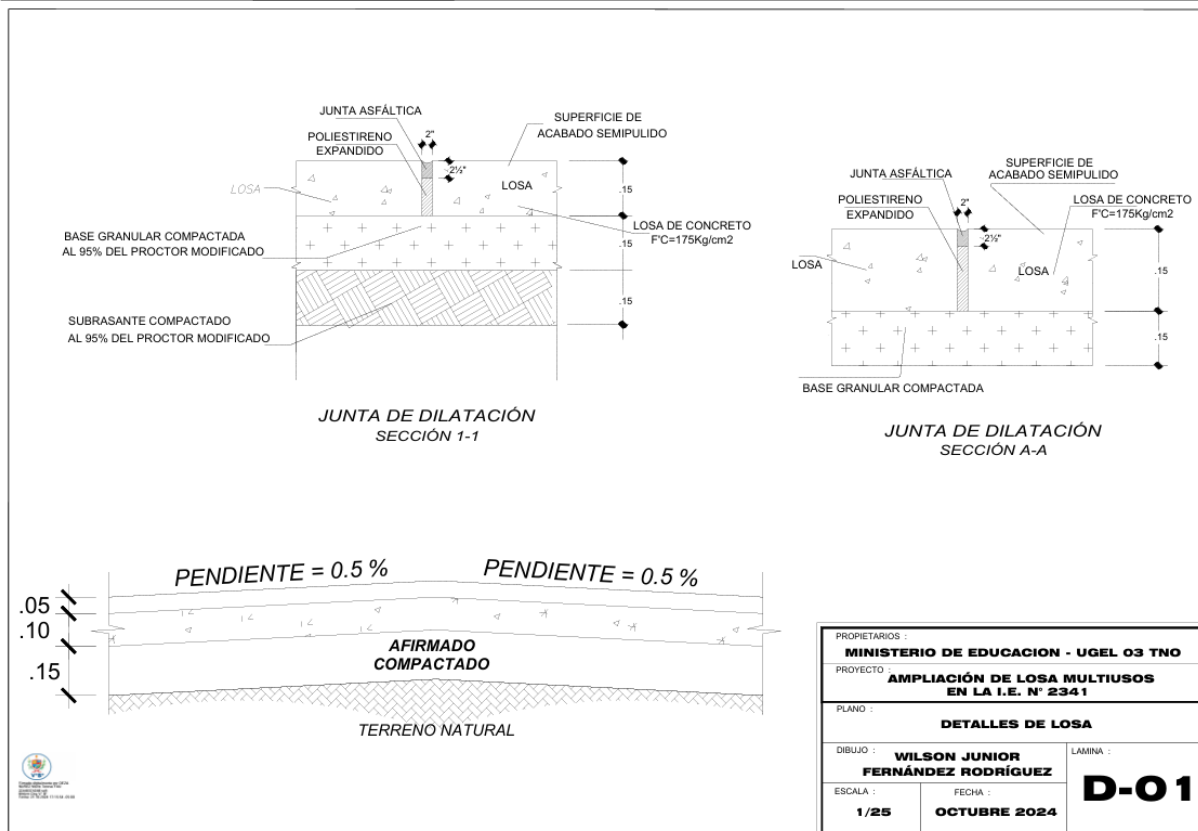 JUNTA ASFÁLTICA
POLIESTIRENO
EXPANDIDO
2"
2½"
SUPERFICIE DE
ACABADO SEMIPULIDO
LOSA
LOSA
.15
LOSA DE CONCRETO
F'C=175Kg/cm2
BASE GRANULAR COMPACTADA
AL 95% DEL PROCTOR MODIFICADO
.15
.15
SUBRASANTE COMPACTADO
AL 95% DEL PROCTOR MODIFICADO
JUNTA DE DILATACIÓN
SECCIÓN 1-1
JUNTA ASFÁLTICA
SUPERFICIE DE
ACABADO SEMIPULIDO
POLIESTIRENO
EXPANDIDO
2"
2½"
LOSA DE CONCRETO
F'C=175Kg/cm2
LOSA
LOSA
.15
.15
BASE GRANULAR COMPACTADA
JUNTA DE DILATACIÓN
SECCIÓN A-A
PENDIENTE = 0.5 %
PENDIENTE = 0.5 %
.05
.10
.15
AFIRMADO
COMPACTADO
TERRENO NATURAL
PROPIETARIOS :
MINISTERIO DE EDUCACION - UGEL 03 TNO
PROYECTO :
AMPLIACIÓN DE LOSA MULTIUSOS
EN LA I.E. N° 2341
PLANO :
DETALLES DE LOSA
DIBUJO :
WILSON JUNIOR
FERNÁNDEZ RODRÍGUEZ
LAMINA :
D-01
ESCALA :
1/25
FECHA :
OCTUBRE 2024